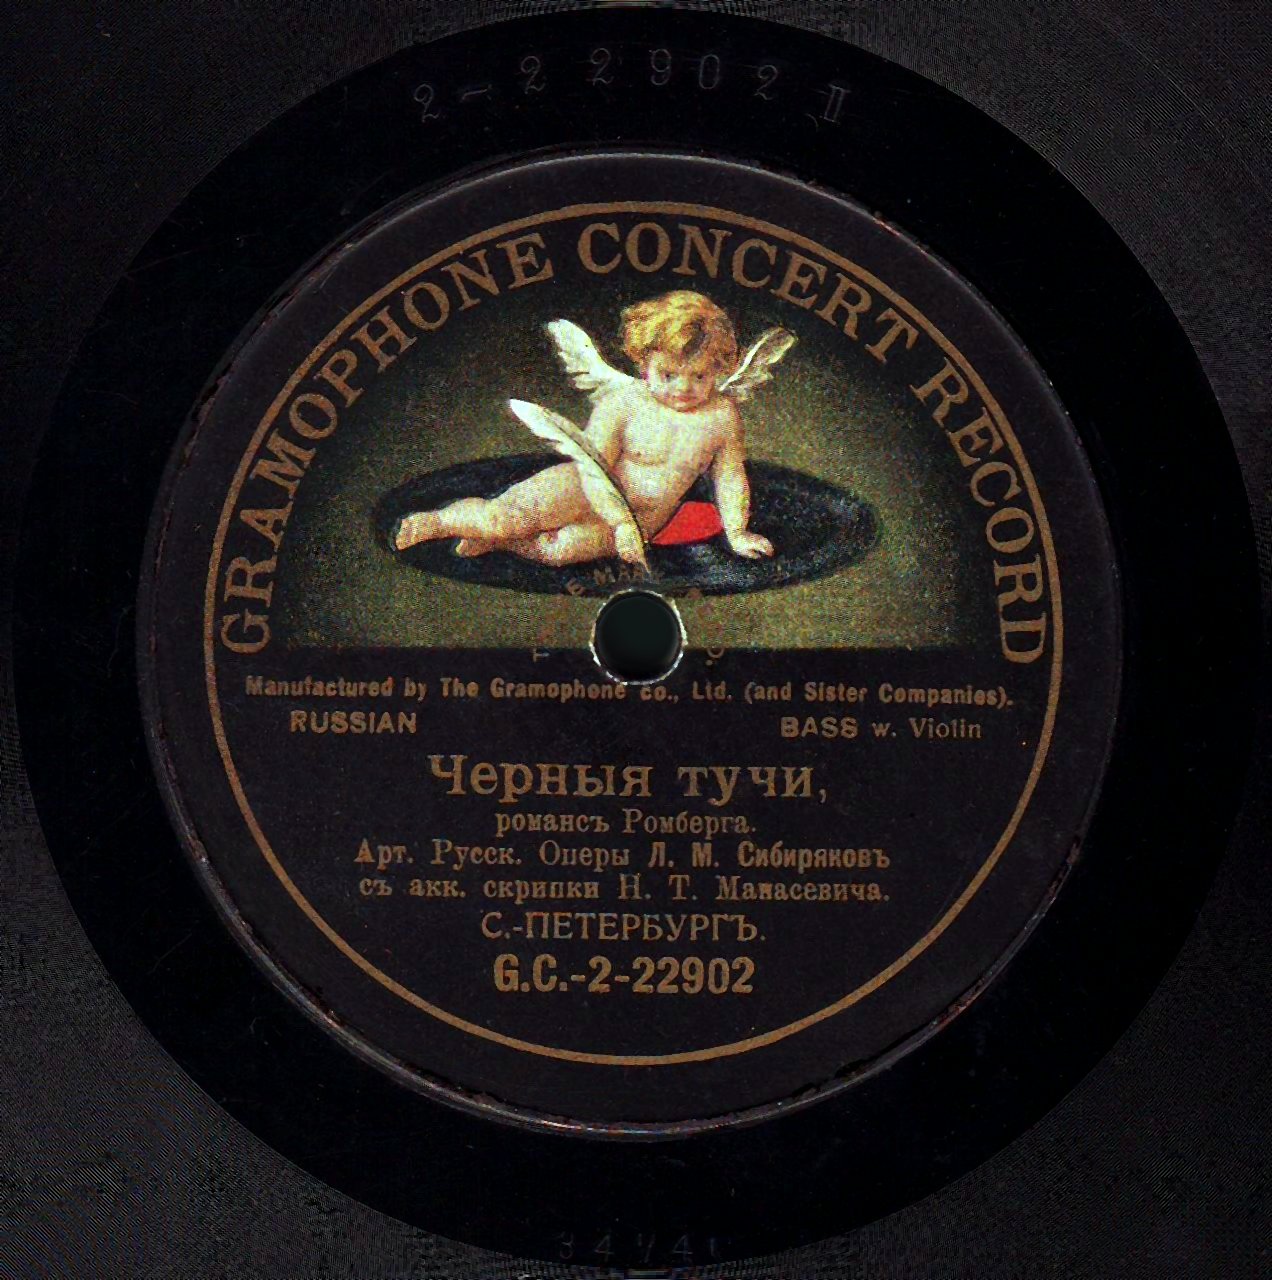 2-22902 II
GRAMOPHONE CONCERT RECORD
MARK
Manufactured by The Gramophone Co., Ltd. (and Sister Companies).
RUSSIAN BASS w. Violin
Черныя тучи,
романсъ Ромберга.
Арт. Русск. Оперы Л. М. Сибиряковъ
съ акк. скрипки Н. Т. Манасевича.
С.-ПЕТЕРБУРГЪ.
G.C.-2-22902